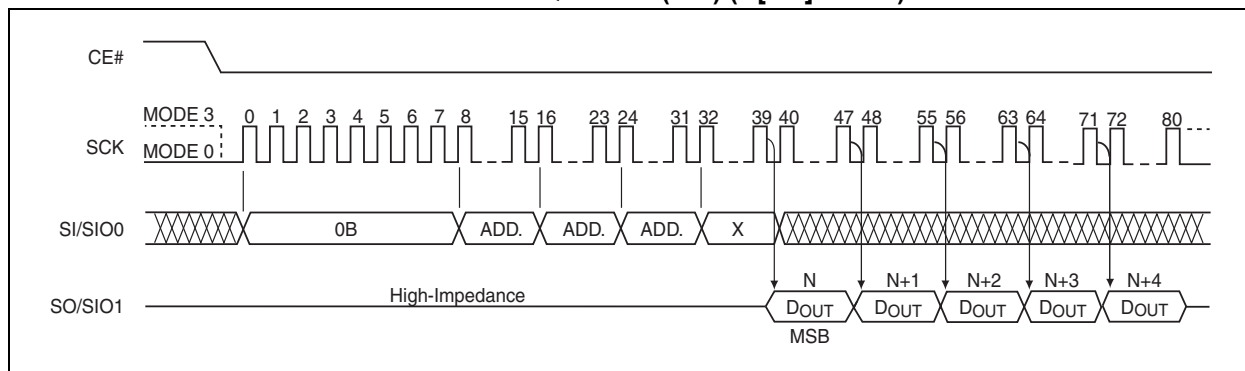 CE#
MODE 3 0 1 2 3 4 5 6 7 8 15 16 23 24 31 32 39 40 47 48 55 56 63 64 71 72 80
SCK
MODE 0
SI/SIO0 0B ADD. ADD. ADD. X
N N+1 N+2 N+3 N+4
SO/SIO1 High-Impedance DOUT DOUT DOUT DOUT DOUT
MSB